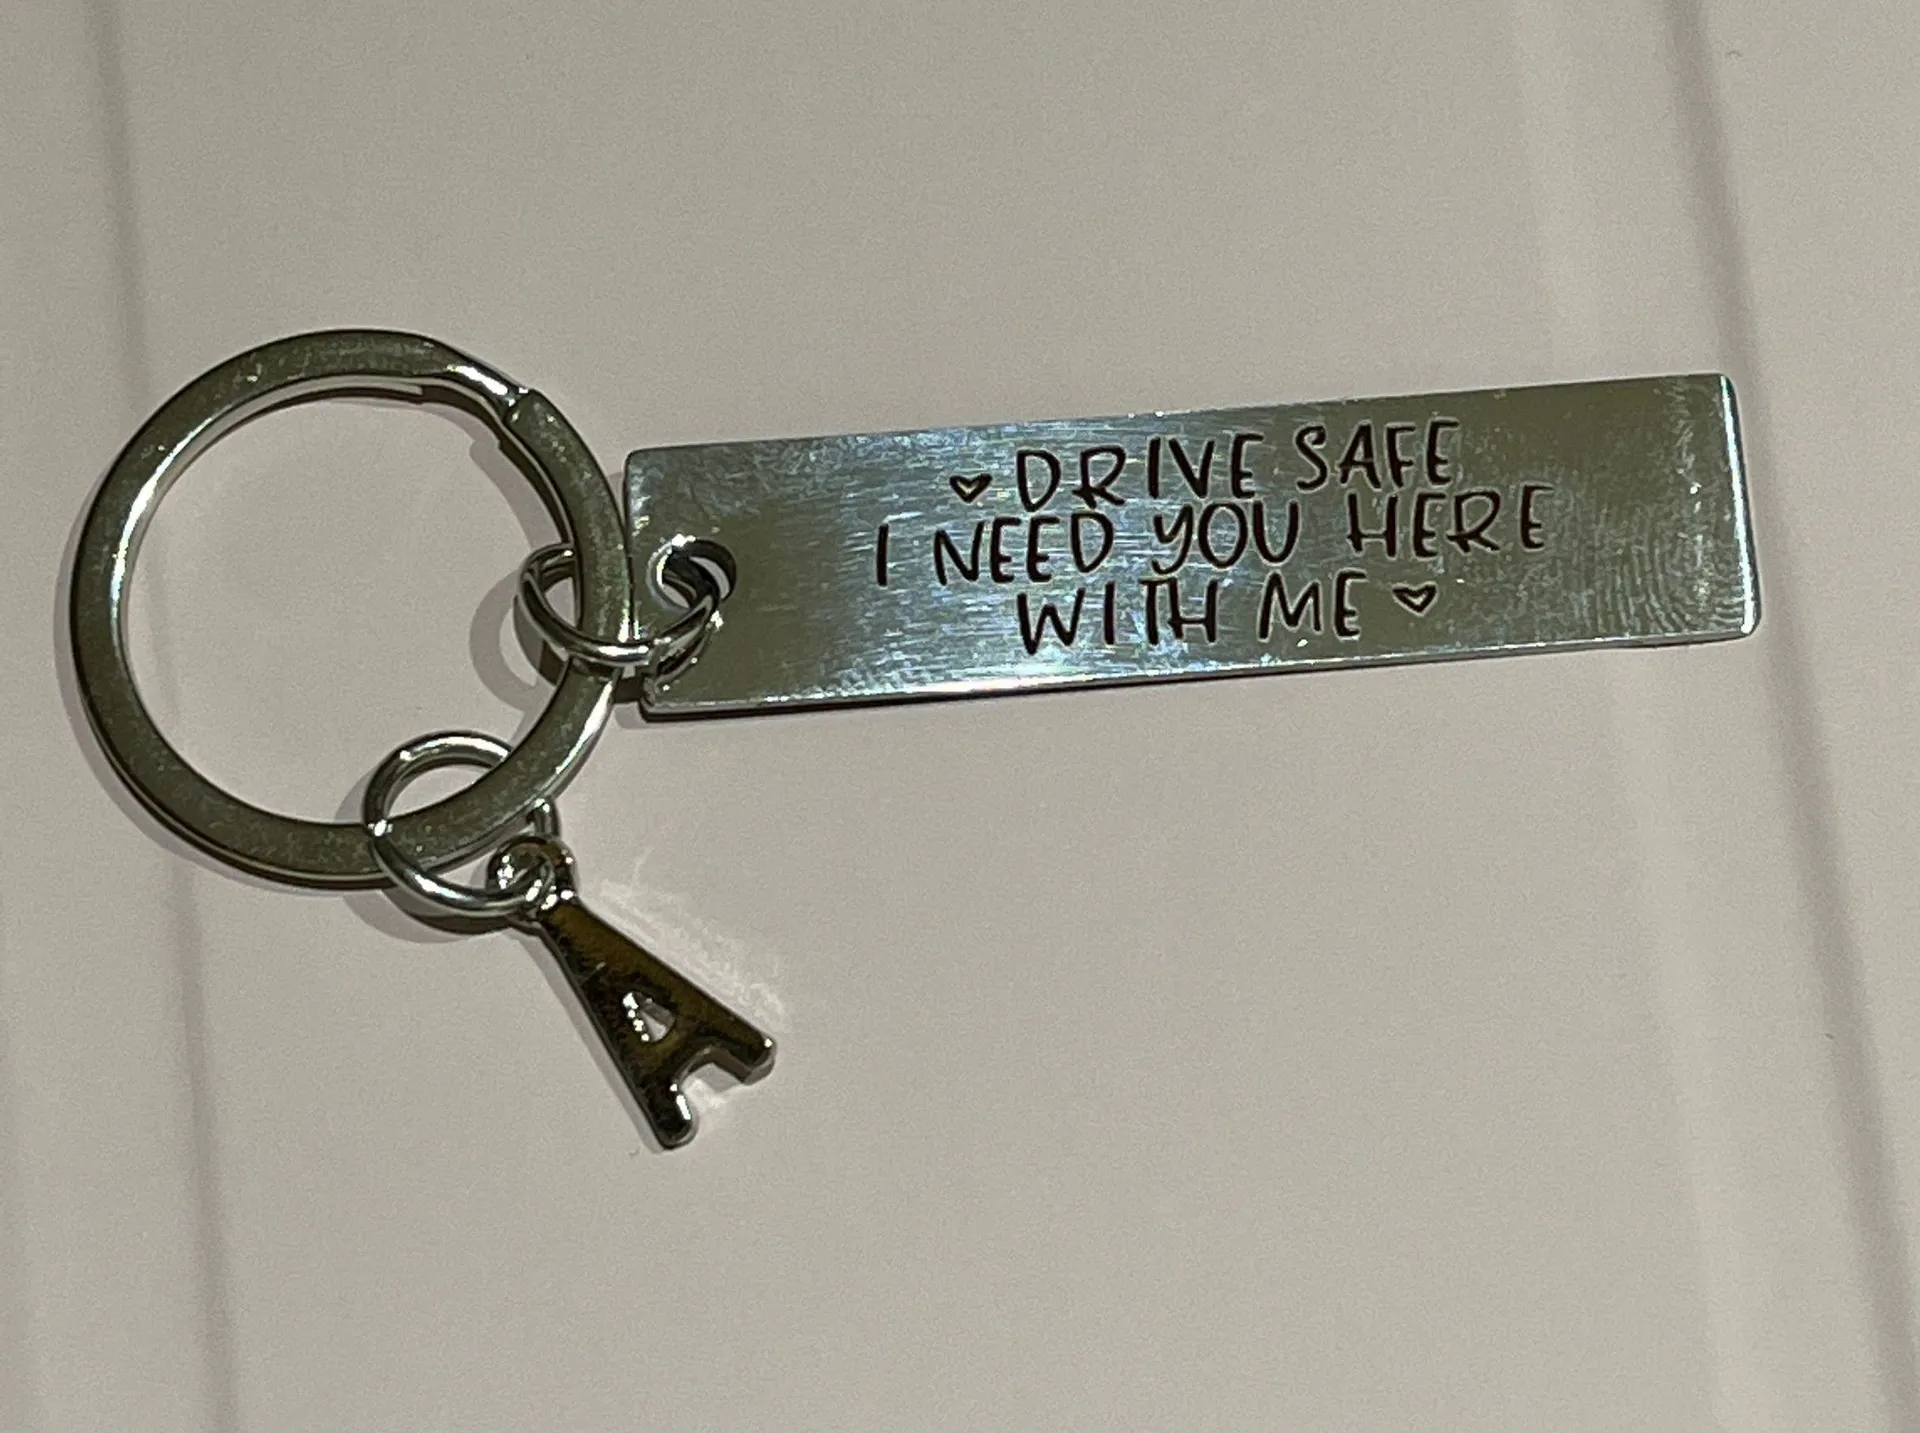 ♡ DRIVE SAFE
I NEED YOU HERE
WITH ME ♡
A